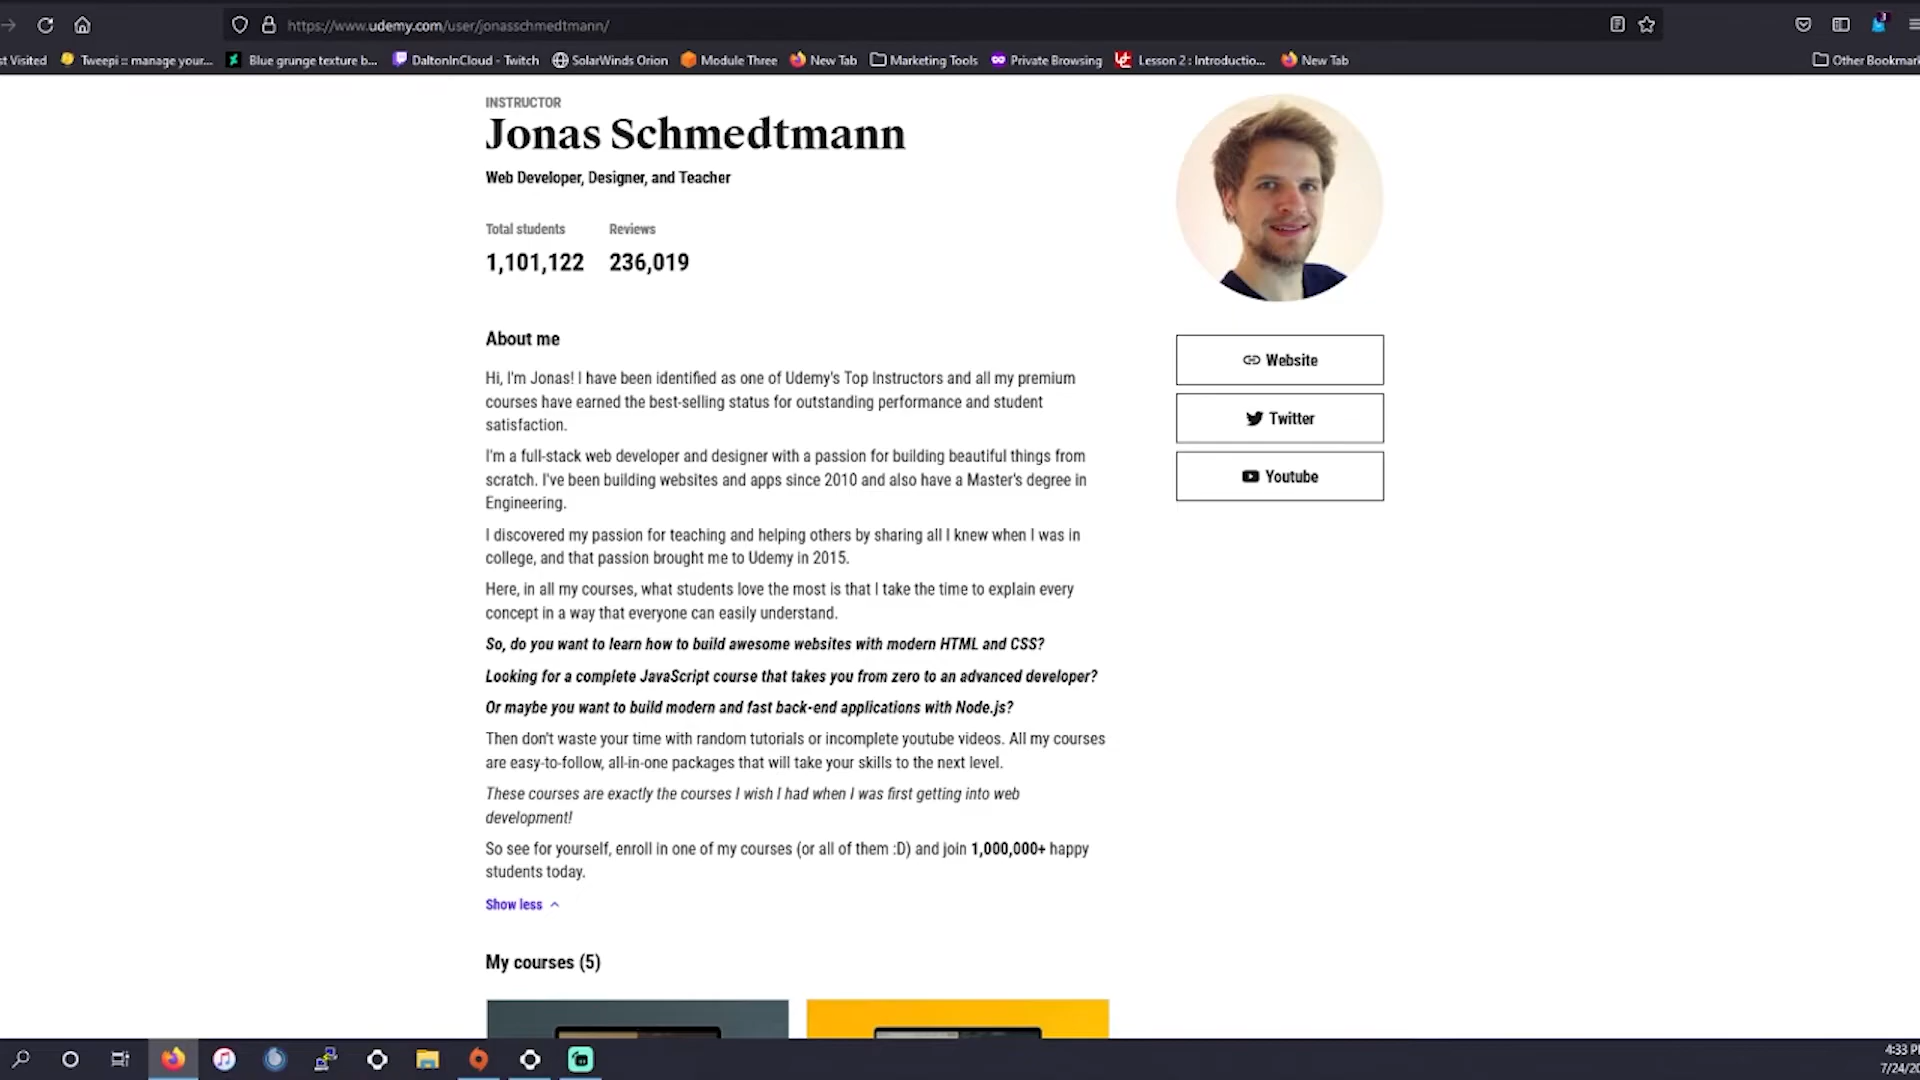 https://www.udemy.com/user/jonasschmedtmann/
st Visited
Tweepi :: manage your...
Blue grunge texture b...
DaltonInCloud - Twitch
SolarWinds Orion
Module Three
New Tab
Marketing Tools
Private Browsing
Lesson 2 : Introductio...
New Tab
Other Bookmar
INSTRUCTOR
Jonas Schmedtmann
Web Developer, Designer, and Teacher
Total students
Reviews
1,101,122
236,019
About me
Hi, I'm Jonas! I have been identified as one of Udemy's Top Instructors and all my premium
courses have earned the best-selling status for outstanding performance and student
satisfaction.
I'm a full-stack web developer and designer with a passion for building beautiful things from
scratch. I've been building websites and apps since 2010 and also have a Master's degree in
Engineering.
I discovered my passion for teaching and helping others by sharing all I knew when I was in
college, and that passion brought me to Udemy in 2015.
Here, in all my courses, what students love the most is that I take the time to explain every
concept in a way that everyone can easily understand.
So, do you want to learn how to build awesome websites with modern HTML and CSS?
Looking for a complete JavaScript course that takes you from zero to an advanced developer?
Or maybe you want to build modern and fast back-end applications with Node.js?
Then don't waste your time with random tutorials or incomplete youtube videos. All my courses
are easy-to-follow, all-in-one packages that will take your skills to the next level.
These courses are exactly the courses I wish I had when I was first getting into web
development!
So see for yourself, enroll in one of my courses (or all of them :D) and join 1,000,000+ happy
students today.
Show less
My courses (5)
Website
Twitter
Youtube
4:33 P
7/24/20